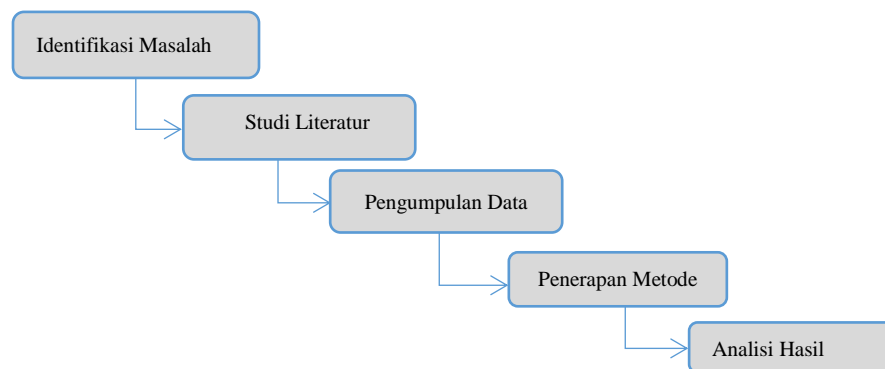 Identifikasi Masalah
Studi Literatur
Pengumpulan Data
Penerapan Metode
Analisi Hasil